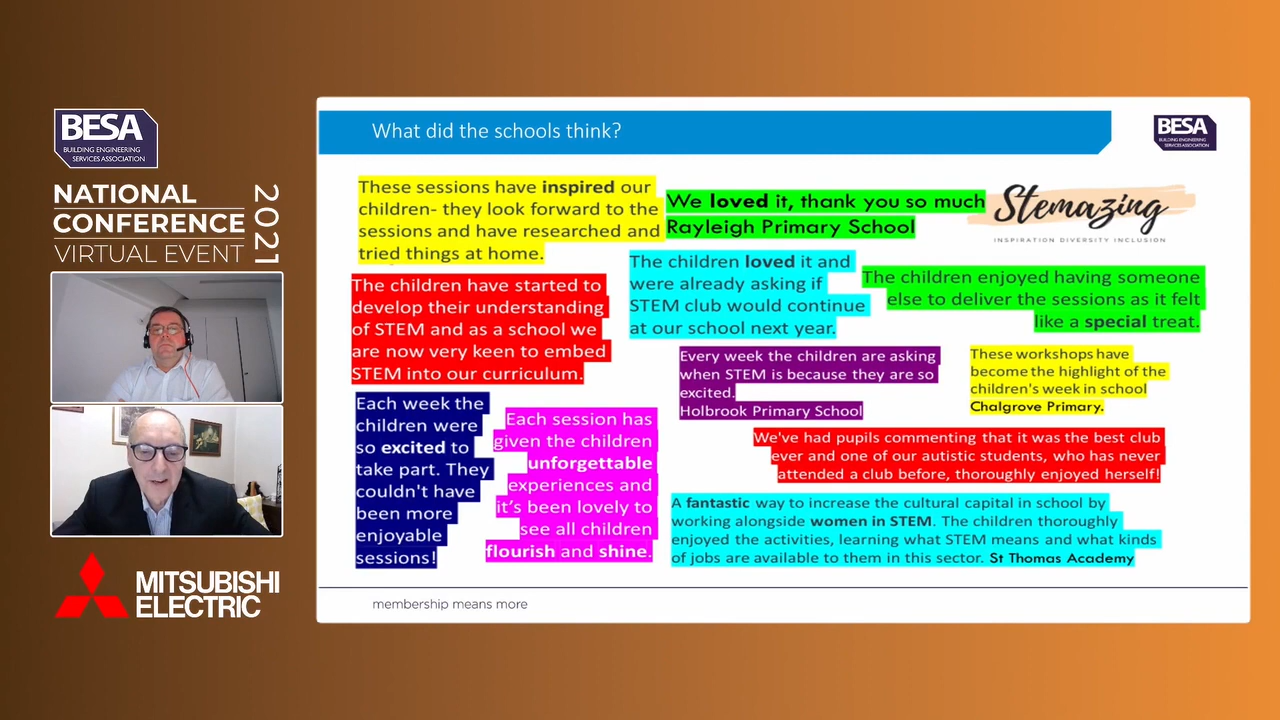 BESA
BUILDING ENGINEERING
SERVICES ASSOCIATION
NATIONAL
CONFERENCE
VIRTUAL EVENT
2021
MITSUBISHI
ELECTRIC
What did the schools think?
BESA
BUILDING ENGINEERING
SERVICES ASSOCIATION
These sessions have inspired our
children- they look forward to the
sessions and have researched and
tried things at home.
We loved it, thank you so much
Rayleigh Primary School
Stemazing
INSPIRATION DIVERSITY INCLUSION
The children have started to
develop their understanding
of STEM and as a school we
are now very keen to embed
STEM into our curriculum.
The children loved it and
were already asking if
STEM club would continue
at our school next year.
The children enjoyed having someone
else to deliver the sessions as it felt
like a special treat.
Every week the children are asking
when STEM is because they are so
excited.
Holbrook Primary School
These workshops have
become the highlight of the
children's week in school
Chalgrove Primary.
Each week the
children were
so excited to
take part. They
couldn't have
been more
enjoyable
sessions!
Each session has
given the children
unforgettable
experiences and
it's been lovely to
see all children
flourish and shine.
We've had pupils commenting that it was the best club
ever and one of our autistic students, who has never
attended a club before, thoroughly enjoyed herself!
A fantastic way to increase the cultural capital in school by
working alongside women in STEM. The children thoroughly
enjoyed the activities, learning what STEM means and what kinds
of jobs are available to them in this sector. St Thomas Academy
membership means more